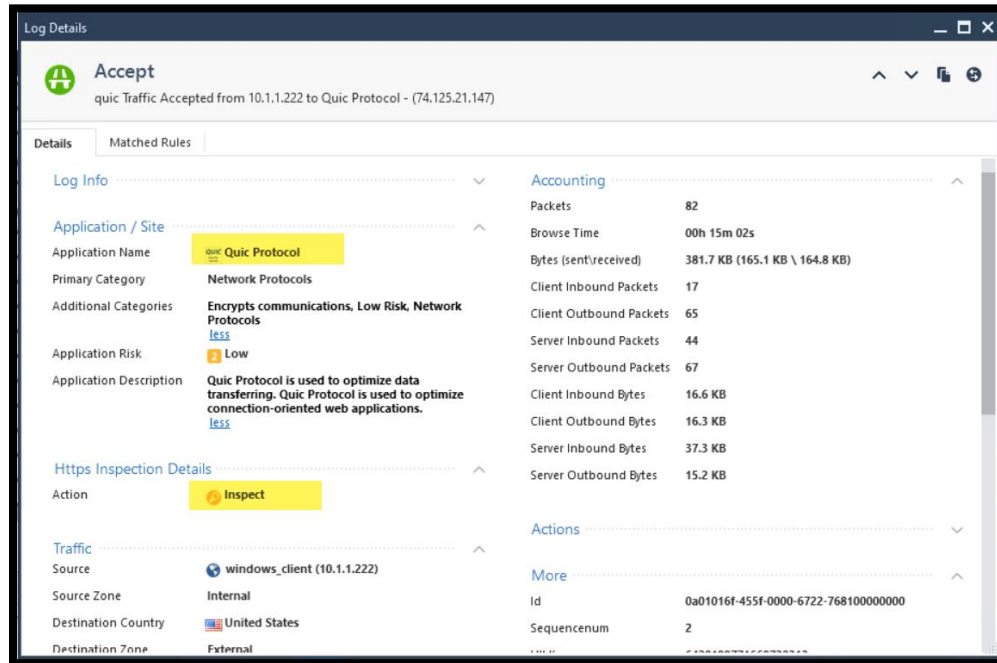 Log Details
Accept
quic Traffic Accepted from 10.1.1.222 to Quic Protocol - (74.125.21.147)
Details
Matched Rules
Log Info
Application / Site
Application Name
Quic Protocol
Primary Category
Network Protocols
Additional Categories
Encrypts communications, Low Risk, Network
Protocols
less
Application Risk
2 Low
Application Description
Quic Protocol is used to optimize data
transferring. Quic Protocol is used to optimize
connection-oriented web applications.
less
Https Inspection Details
Action
Inspect
Traffic
Source
windows_client (10.1.1.222)
Source Zone
Internal
Destination Country
United States
Destination Zone
External
Accounting
Packets
82
Browse Time
00h 15m 02s
Bytes (sent\received)
381.7 KB (165.1 KB \ 164.8 KB)
Client Inbound Packets
17
Client Outbound Packets
65
Server Inbound Packets
44
Server Outbound Packets
67
Client Inbound Bytes
16.6 KB
Client Outbound Bytes
16.3 KB
Server Inbound Bytes
37.3 KB
Server Outbound Bytes
15.2 KB
Actions
More
Id
0a01016f-455f-0000-6722-768100000000
Sequencenum
2